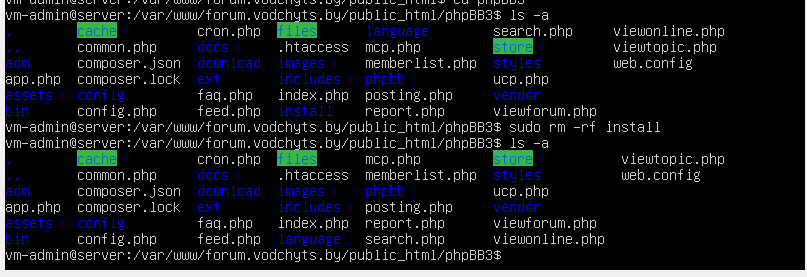 vm-admin@server:/var/www/forum.vodchyts.by/public_html$ cd phpBB3
vm-admin@server:/var/www/forum.vodchyts.by/public_html/phpBB3$ ls -a
. cache cron.php files language search.php viewonline.php
.. common.php docs .htaccess mcp.php store viewtopic.php
adm composer.json download images memberlist.php styles web.config
app.php composer.lock ext includes phpbb ucp.php
assets config faq.php index.php posting.php vendor
bin config.php feed.php install report.php viewforum.php
vm-admin@server:/var/www/forum.vodchyts.by/public_html/phpBB3$ sudo rm -rf install
vm-admin@server:/var/www/forum.vodchyts.by/public_html/phpBB3$ ls -a
. cache cron.php files mcp.php store viewtopic.php
.. common.php docs .htaccess memberlist.php styles web.config
adm composer.json download images phpbb ucp.php
app.php composer.lock ext includes posting.php vendor
assets config faq.php index.php report.php viewforum.php
bin config.php feed.php language search.php viewonline.php
vm-admin@server:/var/www/forum.vodchyts.by/public_html/phpBB3$